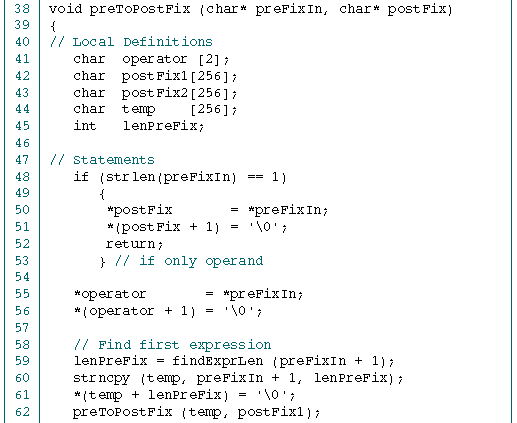 38 void preToPostFix (char* preFixIn, char* postFix)
39 {
40 // Local Definitions
41 char operator [2];
42 char postFix1[256];
43 char postFix2[256];
44 char temp [256];
45 int lenPreFix;
46
47 // Statements
48 if (strlen(preFixIn) == 1)
49 {
50 *postFix = *preFixIn;
51 *(postFix + 1) = '\0';
52 return;
53 } // if only operand
54
55 *operator = *preFixIn;
56 *(operator + 1) = '\0';
57
58 // Find first expression
59 lenPreFix = findExprLen (preFixIn + 1);
60 strncpy (temp, preFixIn + 1, lenPreFix);
61 *(temp + lenPreFix) = '\0';
62 preToPostFix (temp, postFix1);